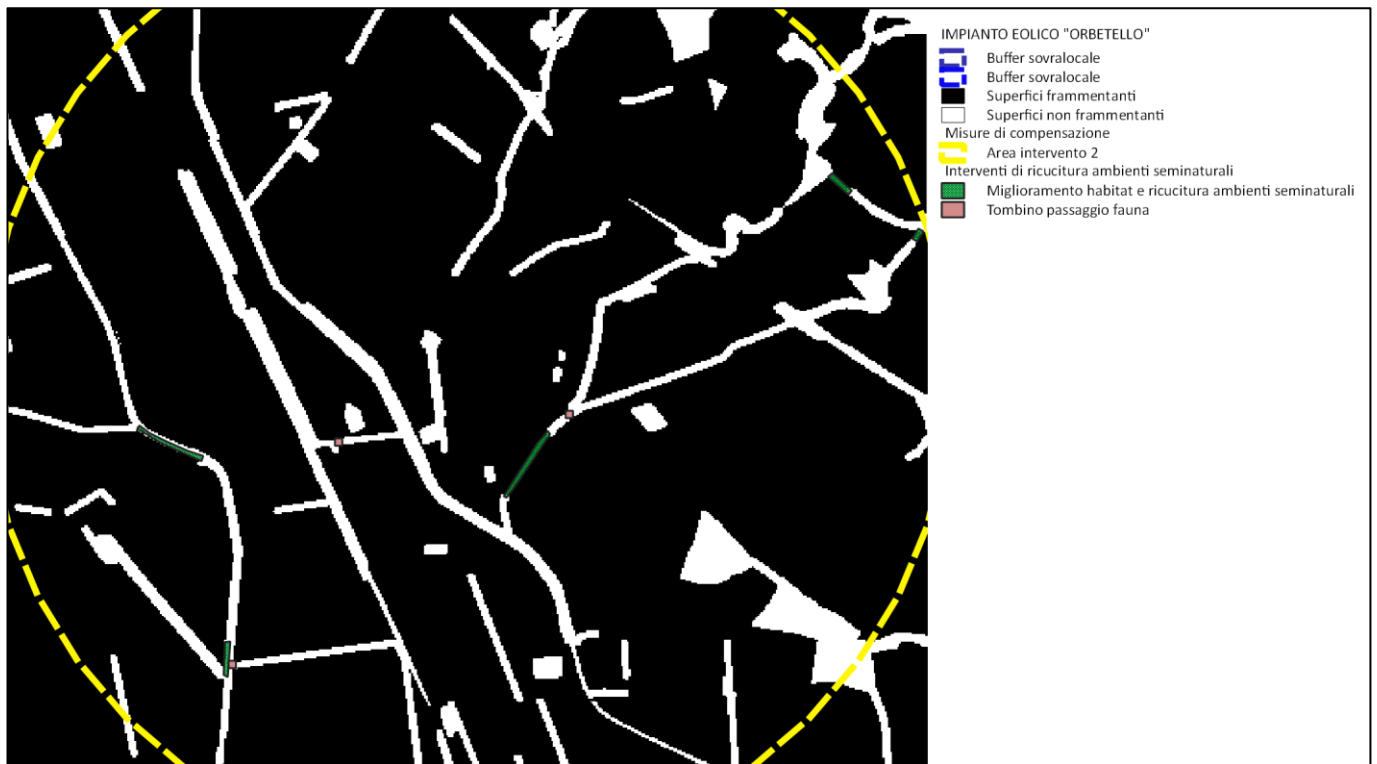 IMPIANTO EOLICO "ORBETELLO"
Buffer sovralocale
Buffer sovralocale
Superfici frammentanti
Superfici non frammentanti
Misure di compensazione
Area intervento 2
Interventi di ricucitura ambienti seminaturali
Miglioramento habitat e ricucitura ambienti seminaturali
Tombino passaggio fauna